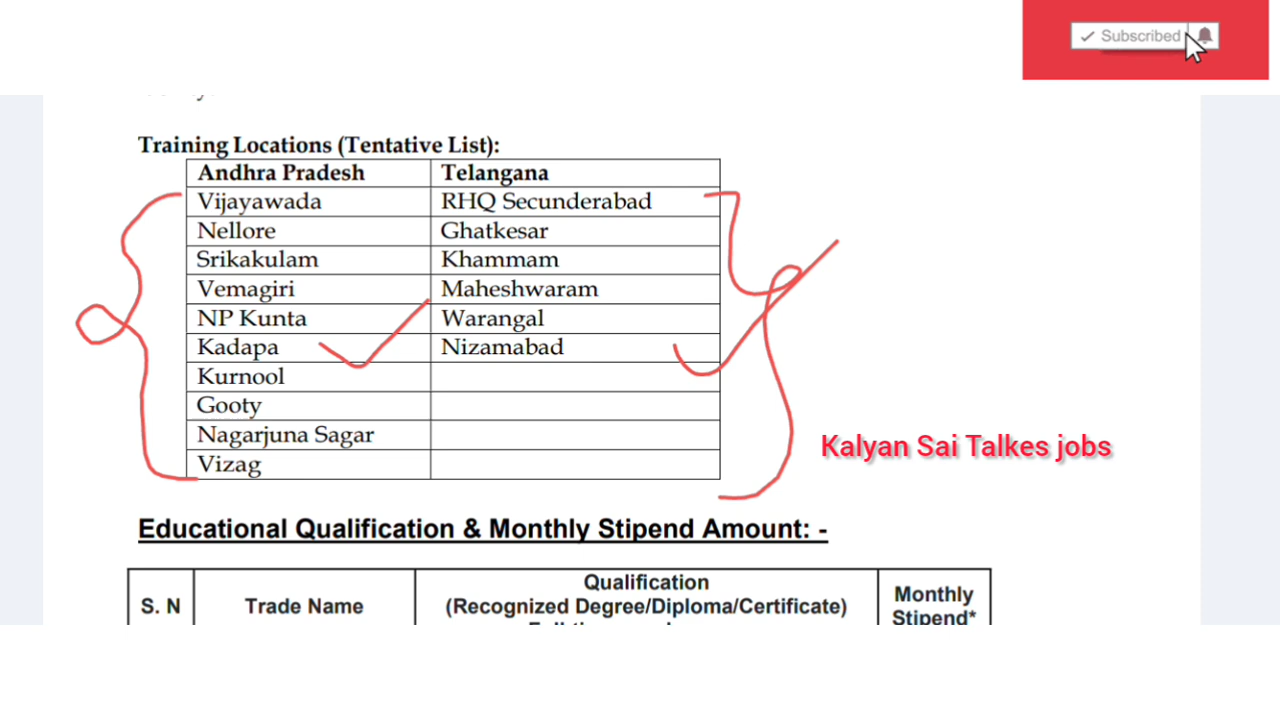 Subscribed
Training Locations (Tentative List):
Andhra Pradesh Telangana
Vijayawada RHQ Secunderabad
Nellore Ghatkesar
Srikakulam Khammam
Vemagiri Maheshwaram
NP Kunta Warangal
Kadapa Nizamabad
Kurnool
Gooty
Nagarjuna Sagar
Vizag
Kalyan Sai Talkes jobs
Educational Qualification & Monthly Stipend Amount: -
S. N Trade Name Qualification (Recognized Degree/Diploma/Certificate) Monthly Stipend*